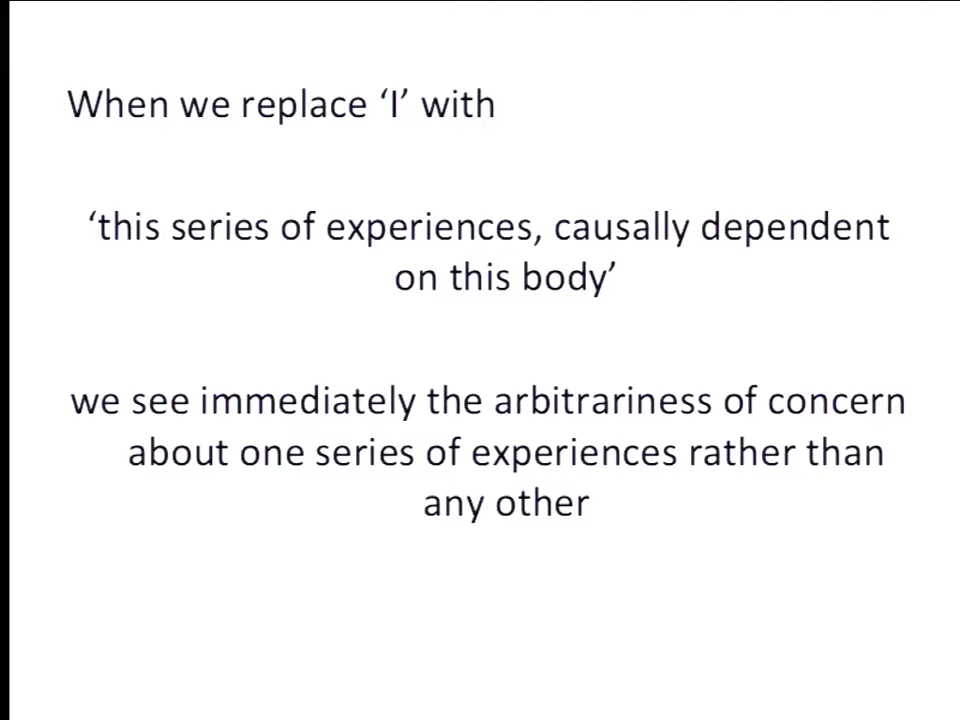 When we replace ‘I’ with
‘this series of experiences, causally dependent
on this body’
we see immediately the arbitrariness of concern
about one series of experiences rather than
any other